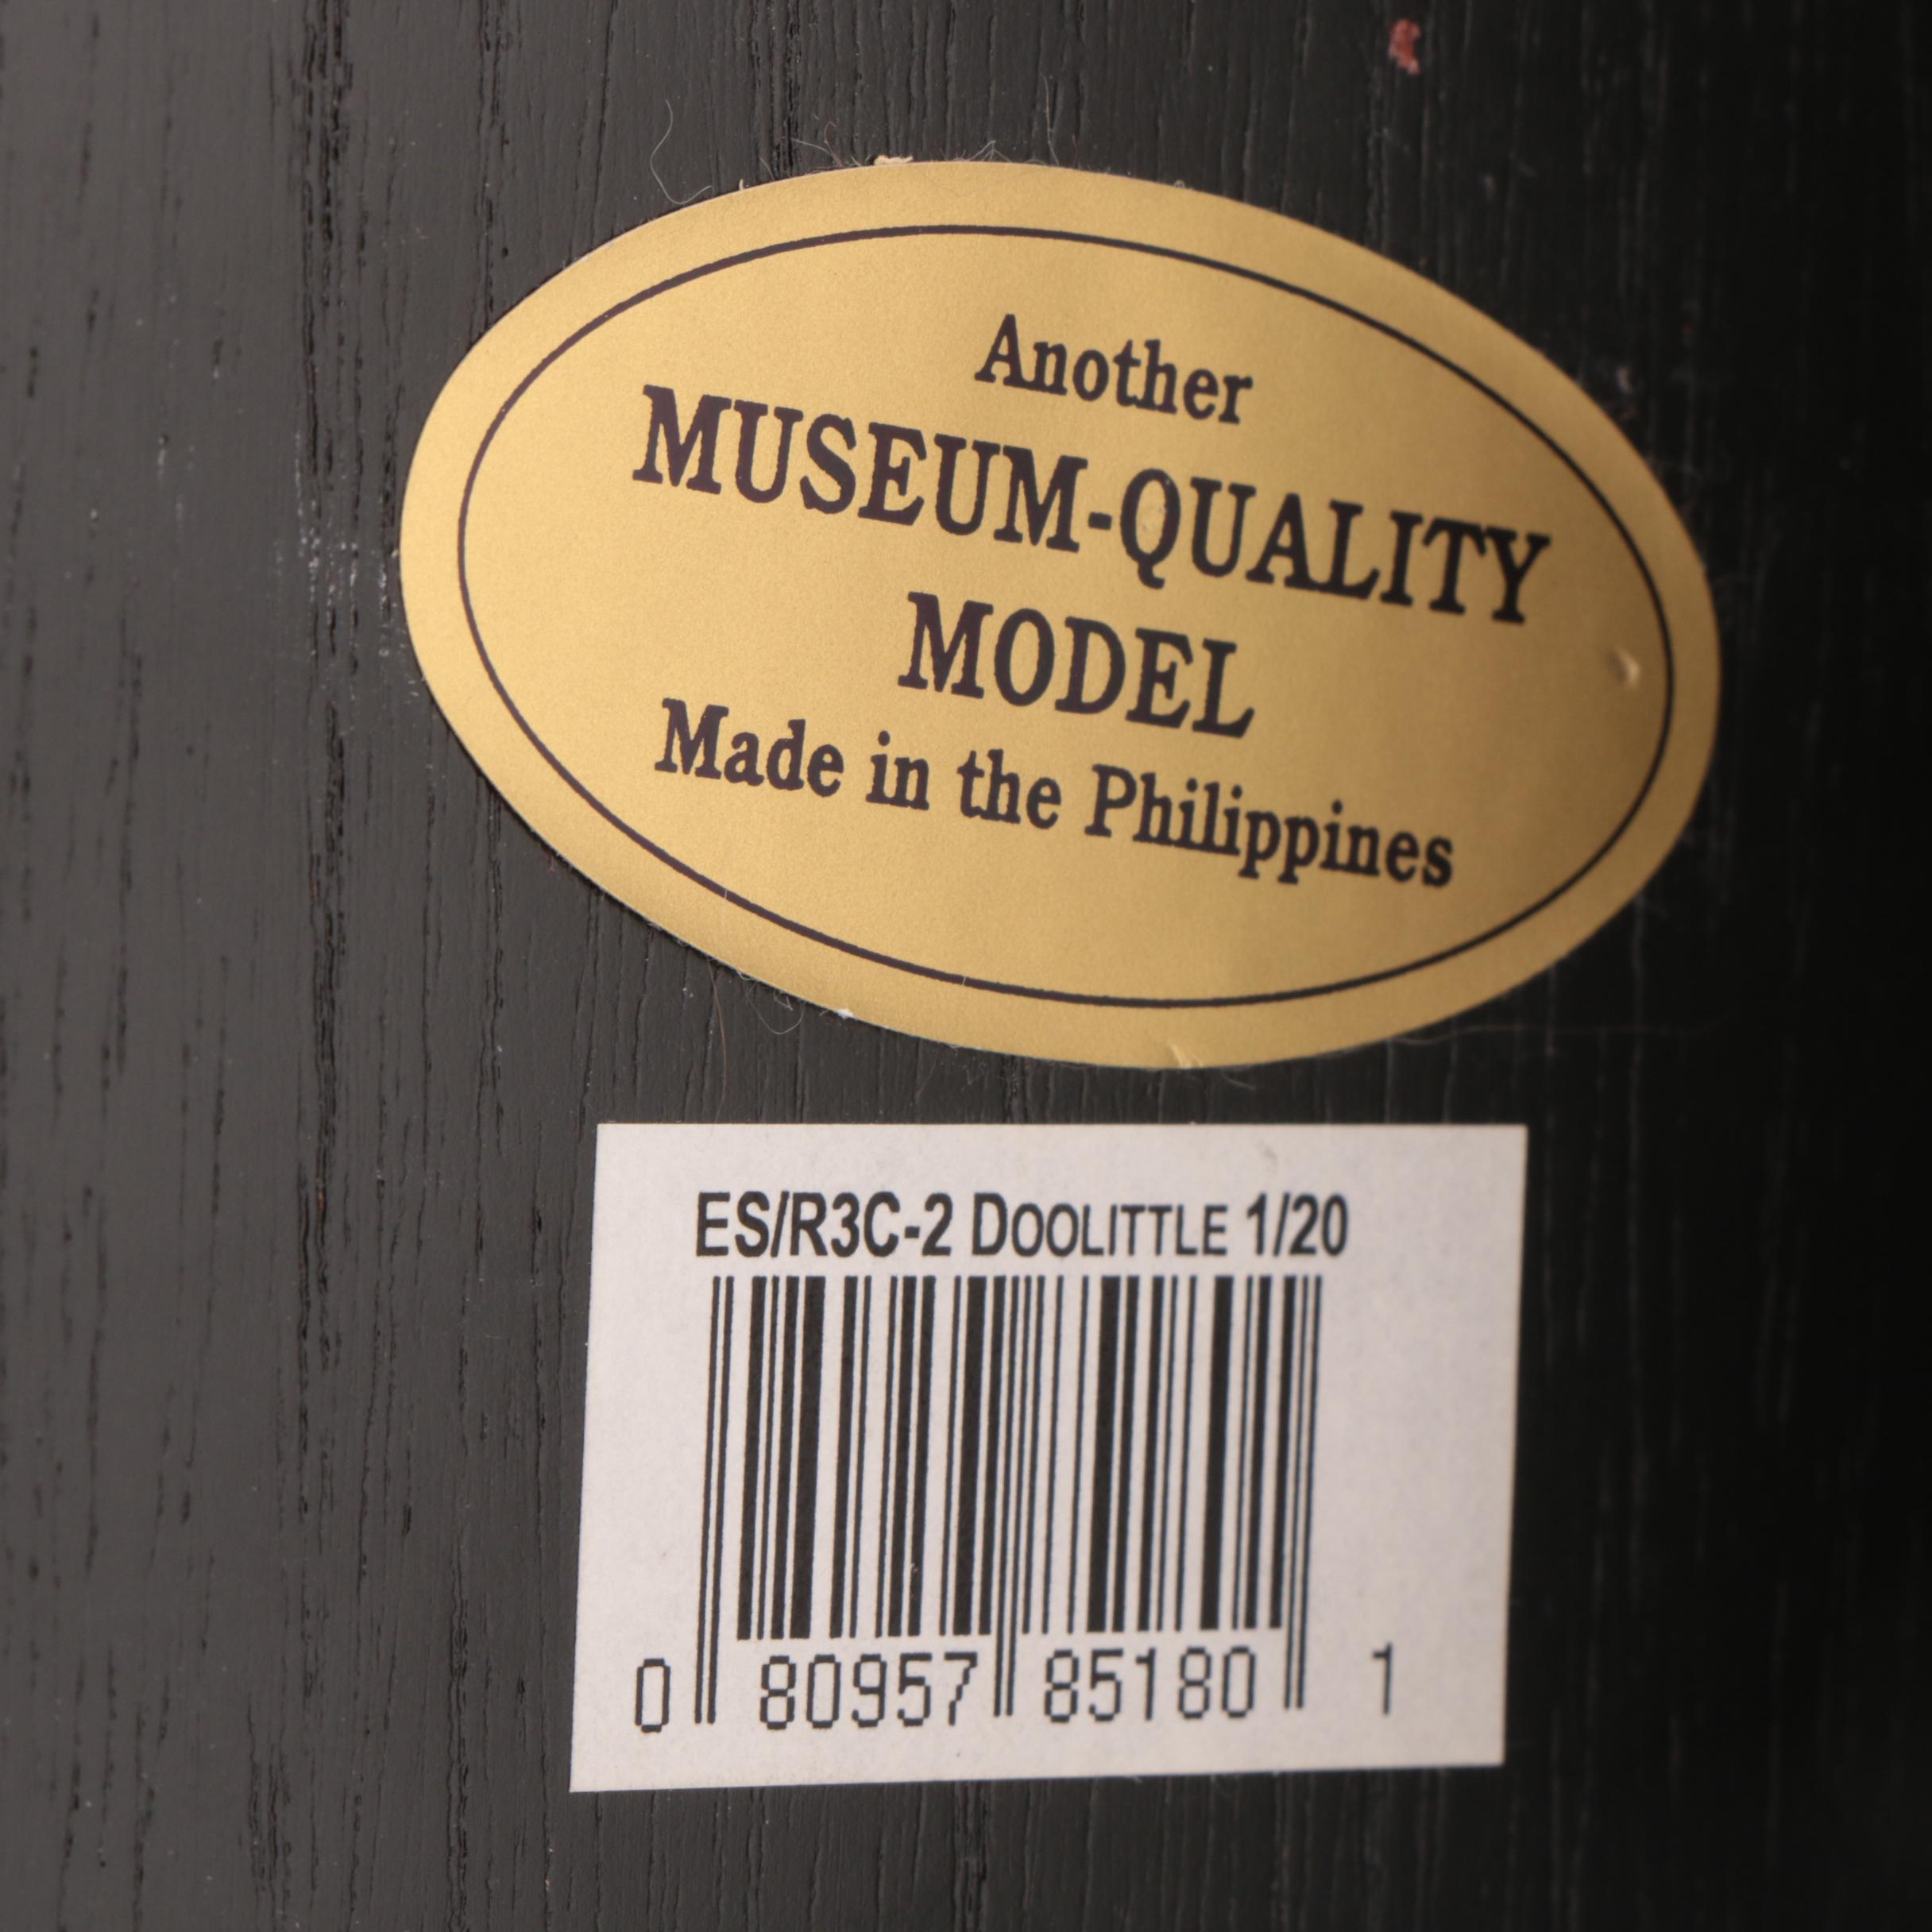 Another
MUSEUM-QUALITY
MODEL
Made in the Philippines
ES/R3C-2 DOOLITTLE 1/20
0 80957 85180 1